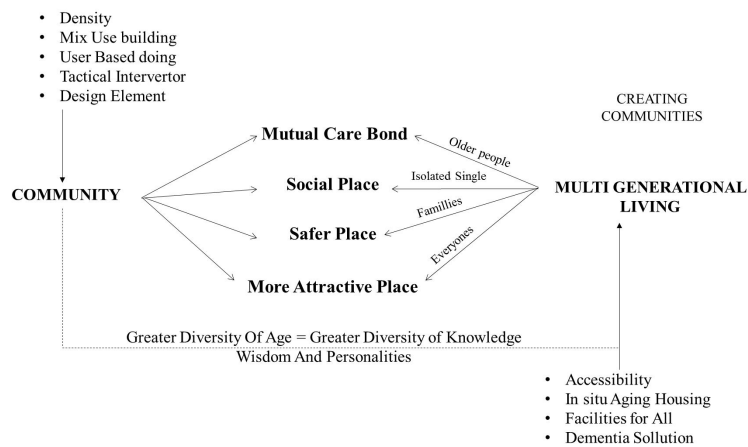 • Density
• Mix Use building
• User Based doing
• Tactical Intervertor
• Design Element
CREATING
COMMUNITIES
Mutual Care Bond
Older people
Social Place
Isolated Single
COMMUNITY
MULTI GENERATIONAL
LIVING
Safer Place
Famillies
Everyones
More Attractive Place
Greater Diversity Of Age = Greater Diversity of Knowledge
Wisdom And Personalities
• Accessibility
• In situ Aging Housing
• Facilities for All
• Dementia Sollution